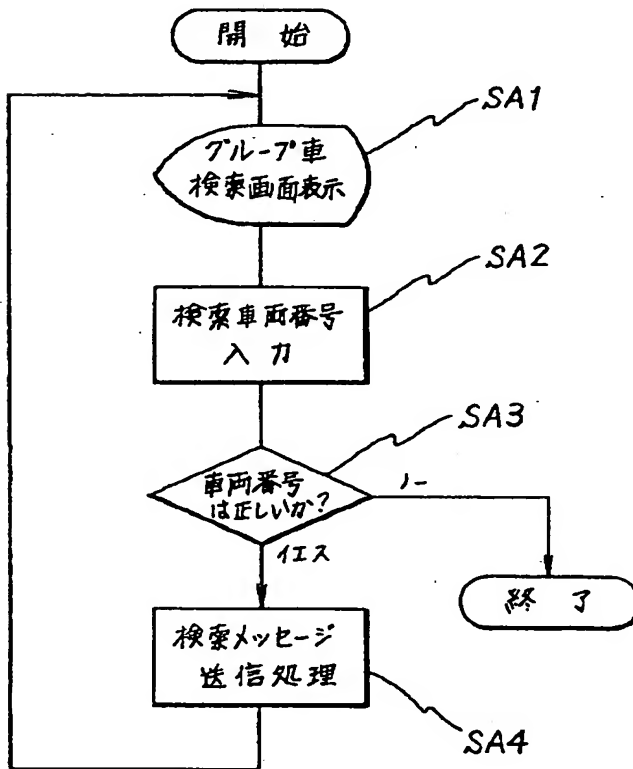 開始
SA1
グループ車
検索画面表示
SA2
検索車両番号
入力
SA3
車両番号
は正しいか?
ノー
イエス
終了
検索メッセージ
送信処理
SA4